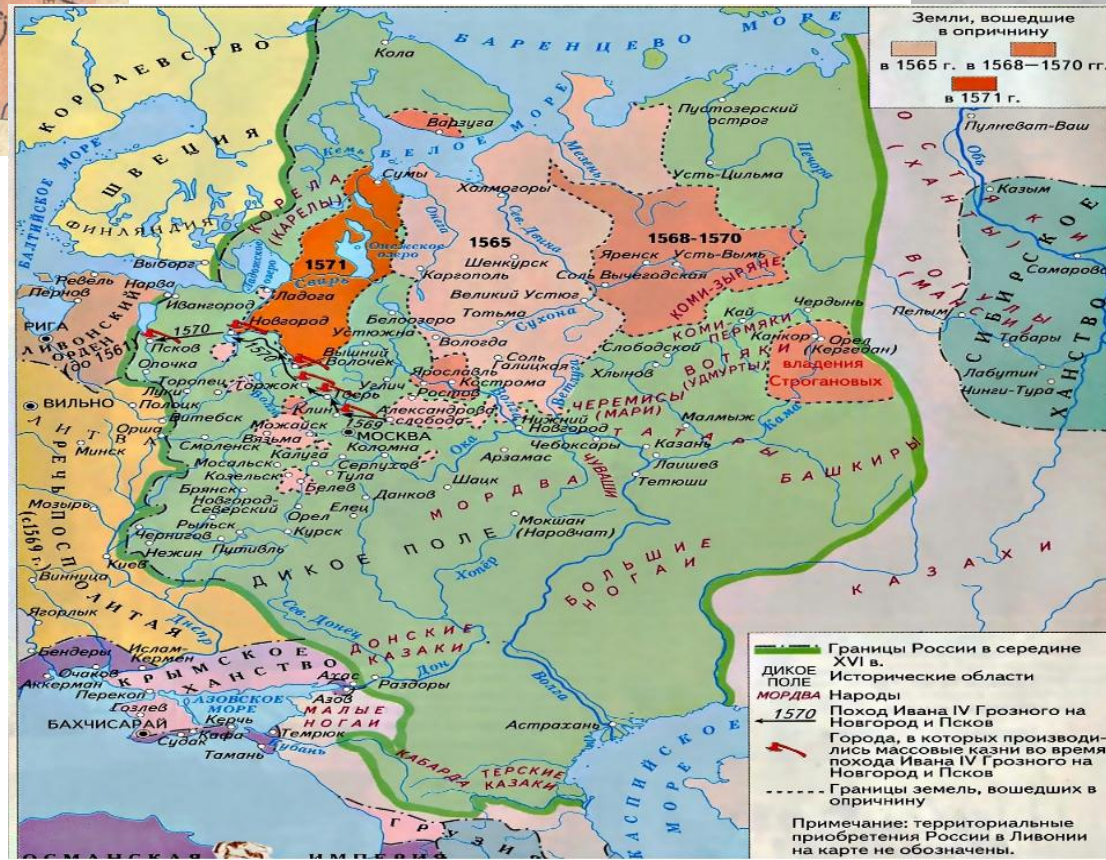 Земли, вошедшие
в опричнину
в 1565 г. в 1568—1570 гг.
в 1571 г.
БАРЕНЦЕВО МОРЕ
КОРОЛЕВСТВО
ШВЕЦИЯ
ФИНЛЯНДИЯ
БАЛТИЙСКОЕ МОРЕ
БЕЛОЕ МОРЕ
Кола
Варзуга
Кемь
Сумы
КОРЕЛА
(КАРЕЛЫ)
Онежское
озеро
Ладожское
озеро
Свирь
1571
Выборг
Пустозерский
острог
Печора
Мезень
Усть-Цильма
Халмогоры
Онега
Сев. Двина
1565
Шенкурск
Каргополь
1568-1570
Яренск
Усть-Вымь
Соль Вычегодская
КОМИ-ЗЫРЯНЕ
Великий Устюг
Тотьма
Сухона
Пулневат-Ваш
Обь
Казым
ОСТЯКИ
(ХАНТЫ)
ВОГУЛЫ
(МАНСИ)
СИБИРСКОЕ
ХАНСТВО
Самарово
Пелым
Табары
Лабутин
Чинги-Тура
Ревель
Нарва
Пернов
Ивангород
РИГА
ЛИВОНСКИЙ
ОРДЕН
(до 1561)
Ладога
Новгород
1570
1570
Псков
Опочка
Устюжна
Белоозеро
Вологда
Вышний
Волочек
Соль
Галицкая
Слободской
Кай
КОМИ-
ПЕРМЯКИ
Чердынь
Канкор
Орел
(Кергедан)
владения
Строгановых
Хлынов
ВОТЯКИ
(УДМУРТЫ)
Торопец
Луки
Торжок
Тверь
Углич
Ярославль
Кострома
Ростов
Волга
Ветлуга
ЧЕРЕМИСЫ
(МАРИ)
Малмыж
Кама
ВИЛЬНО
Полоцк
Витебск
Клин
1569
Александрова
слобода
Нижний
Новгород
ТАТАРЫ
ЛИТВА
Орша
Минск
Смоленск
Можайск
Вязьма
МОСКВА
Коломна
Ока
Чебоксары
Казань
Калуга
Серпухов
Арзамас
ЧУВАШИ
Лаишев
Тетюши
БАШКИРЫ
РЕЧЬ ПОСПОЛИТАЯ
(с 1569 г.)
Мосальск
Козельск
Тула
Белев
Шацк
Данков
МОРДВА
Брянск
Новгород-
Северский
Мозырь
Орел
Елец
Мокшан
(Наровчат)
Рыльск
Курск
Чернигов
Путивль
Нежин
Киев
ДИКОЕ ПОЛЕ
Хопёр
БОЛЬШИЕ
НОГАИ
КАЗАХИ
Винница
Ягорлык
Днепр
Сев. Донец
ДОНСКИЕ
КАЗАКИ
Дон
Раздоры
Волга
Бендеры
Ислам-
Кермен
Очаков
Аккерман
КРЫМСКОЕ
ХАНСТВО
Перекоп
АЗОВСКОЕ
МОРЕ
Ахас
Азов
Гозлев
БАХЧИСАРАЙ
Керчь
Кафа
Судак
Тамань
Темрюк
Кубань
МАЛЫЕ
НОГАИ
Астрахань
КАБАРДА
ТЕРСКИЕ
КАЗАКИ
КАСПИЙСКОЕ
МОРЕ
ОСМАНСКАЯ ИМПЕРИЯ
Границы России в середине
XVI в.
ДИКОЕ
ПОЛЕ
Исторические области
МОРДВА Народы
1570 Поход Ивана IV Грозного на
Новгород и Псков
Города, в которых производи-
лись массовые казни во время
похода Ивана IV Грозного на
Новгород и Псков
Границы земель, вошедших в
опричнину
Примечание: территориальные
приобретения России в Ливонии
на карте не обозначены.